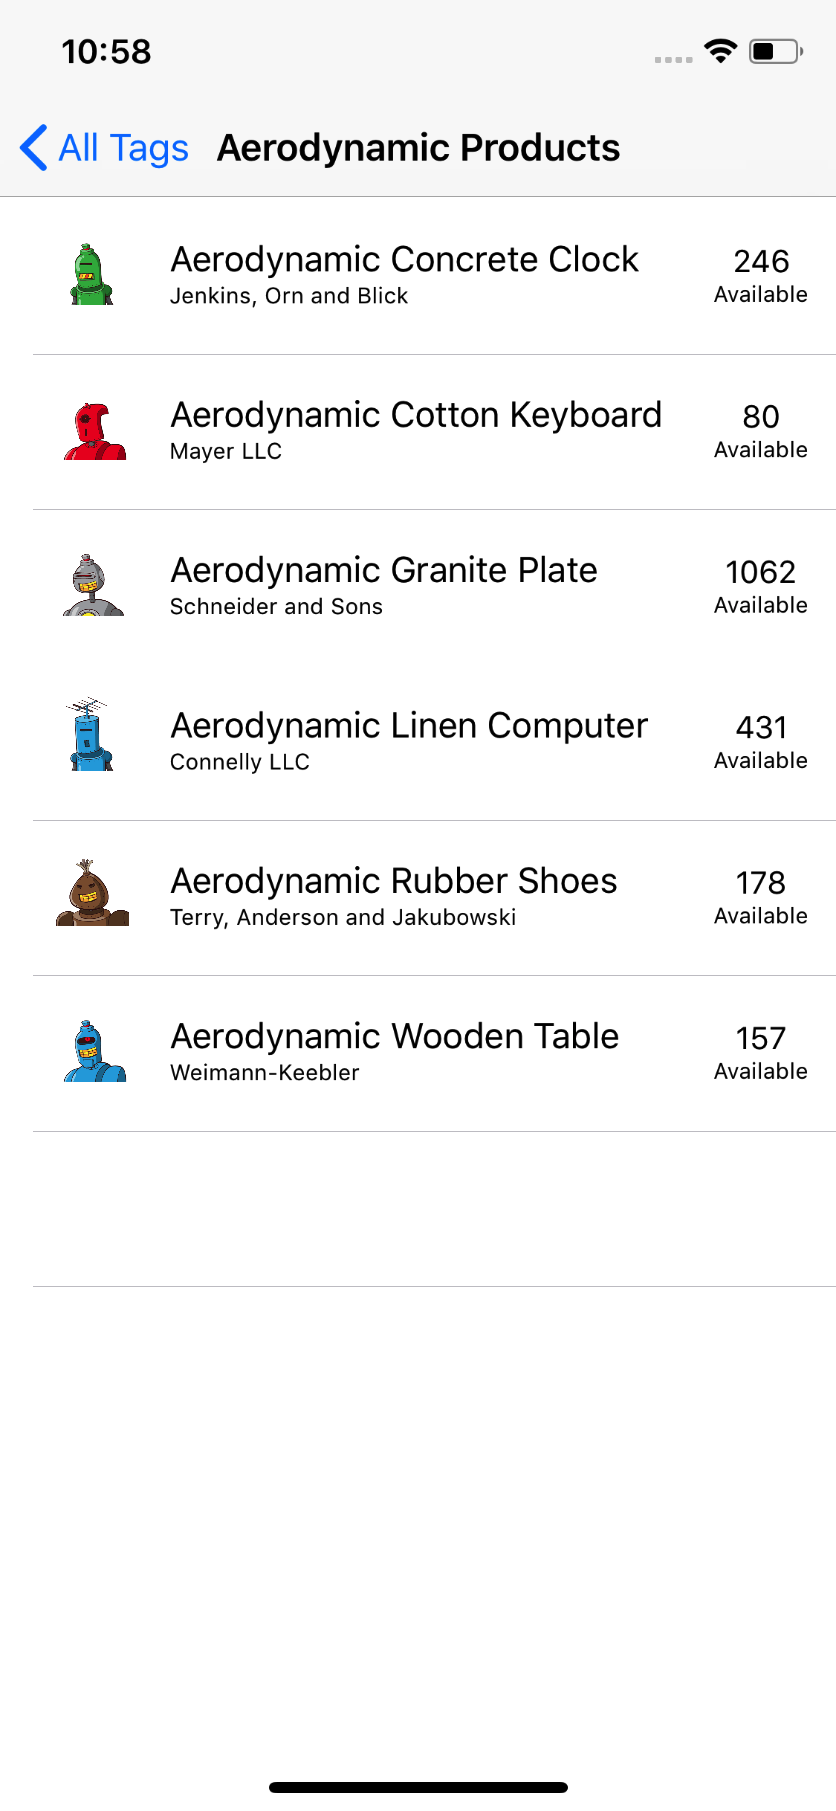 10:58
All Tags Aerodynamic Products
Aerodynamic Concrete Clock
Jenkins, Orn and Blick
246
Available
Aerodynamic Cotton Keyboard
Mayer LLC
80
Available
Aerodynamic Granite Plate
Schneider and Sons
1062
Available
Aerodynamic Linen Computer
Connelly LLC
431
Available
Aerodynamic Rubber Shoes
Terry, Anderson and Jakubowski
178
Available
Aerodynamic Wooden Table
Weimann-Keebler
157
Available